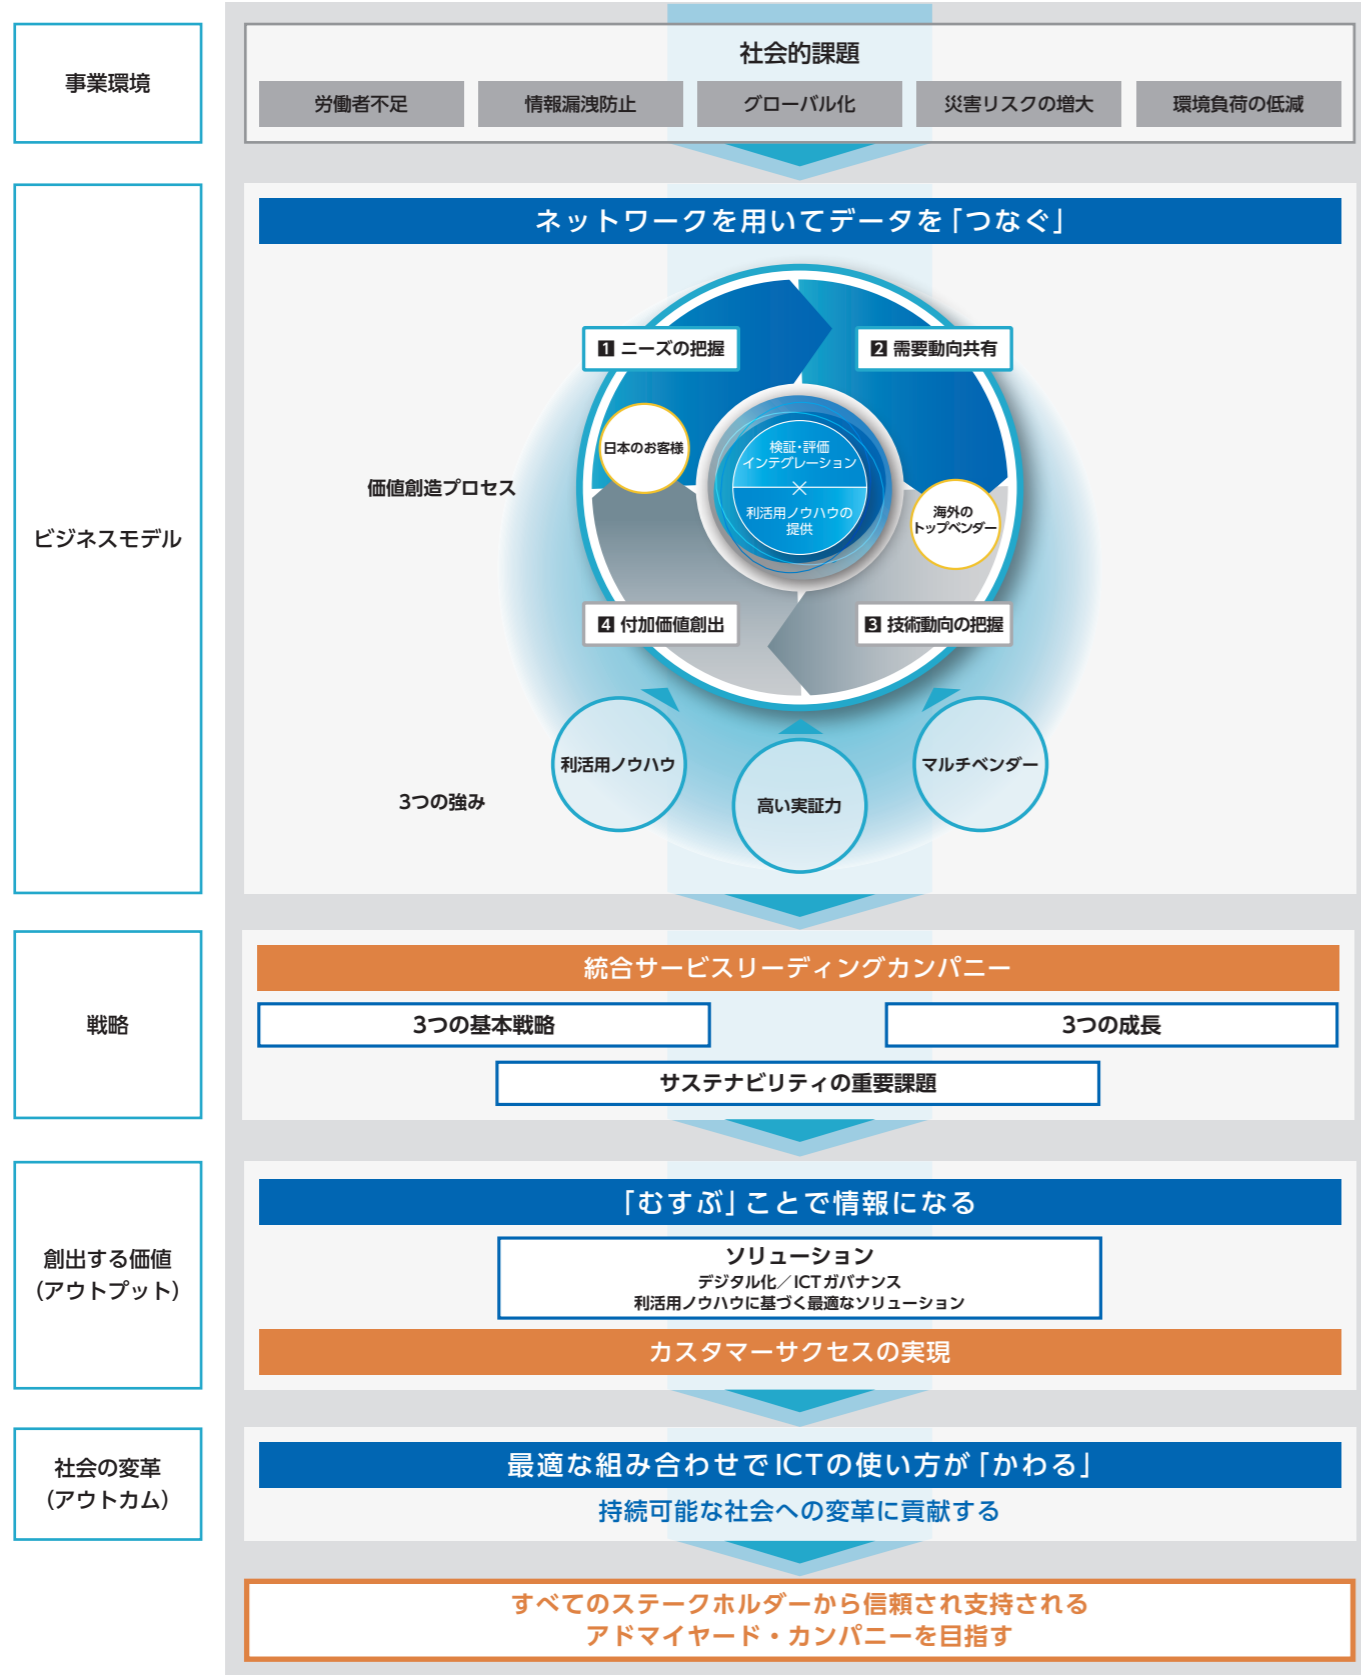 事業環境
社会的課題
労働者不足
情報漏洩防止
グローバル化
災害リスクの増大
環境負荷の低減
ビジネスモデル
ネットワークを用いてデータを「つなぐ」
価値創造プロセス
1 ニーズの把握
2 需要動向共有
日本のお客様
検証・評価
インテグレーション
×
利活用ノウハウの
提供
海外の
トップベンダー
4 付加価値創出
3 技術動向の把握
3つの強み
利活用ノウハウ
高い実証力
マルチベンダー
戦略
統合サービスリーディングカンパニー
3つの基本戦略
3つの成長
サステナビリティの重要課題
創出する価値
（アウトプット）
「むすぶ」ことで情報になる
ソリューション
デジタル化／ICTガバナンス
利活用ノウハウに基づく最適なソリューション
カスタマーサクセスの実現
社会の変革
（アウトカム）
最適な組み合わせでICTの使い方が「かわる」
持続可能な社会への変革に貢献する
すべてのステークホルダーから信頼され支持される
アドマイヤード・カンパニーを目指す